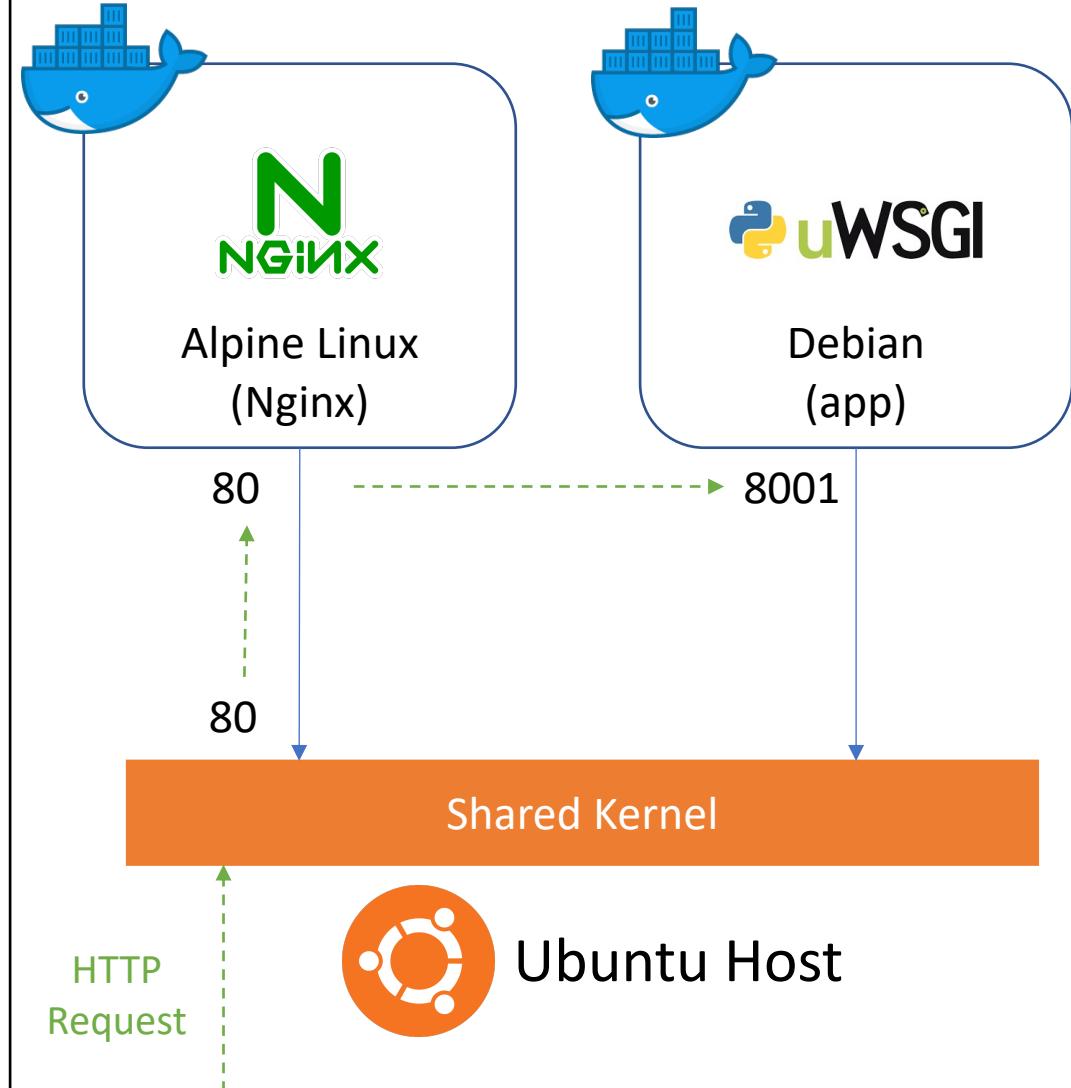 NGiNX
uWSGI
Alpine Linux
(Nginx)
Debian
(app)
80
8001
80
Shared Kernel
Ubuntu Host
HTTP
Request